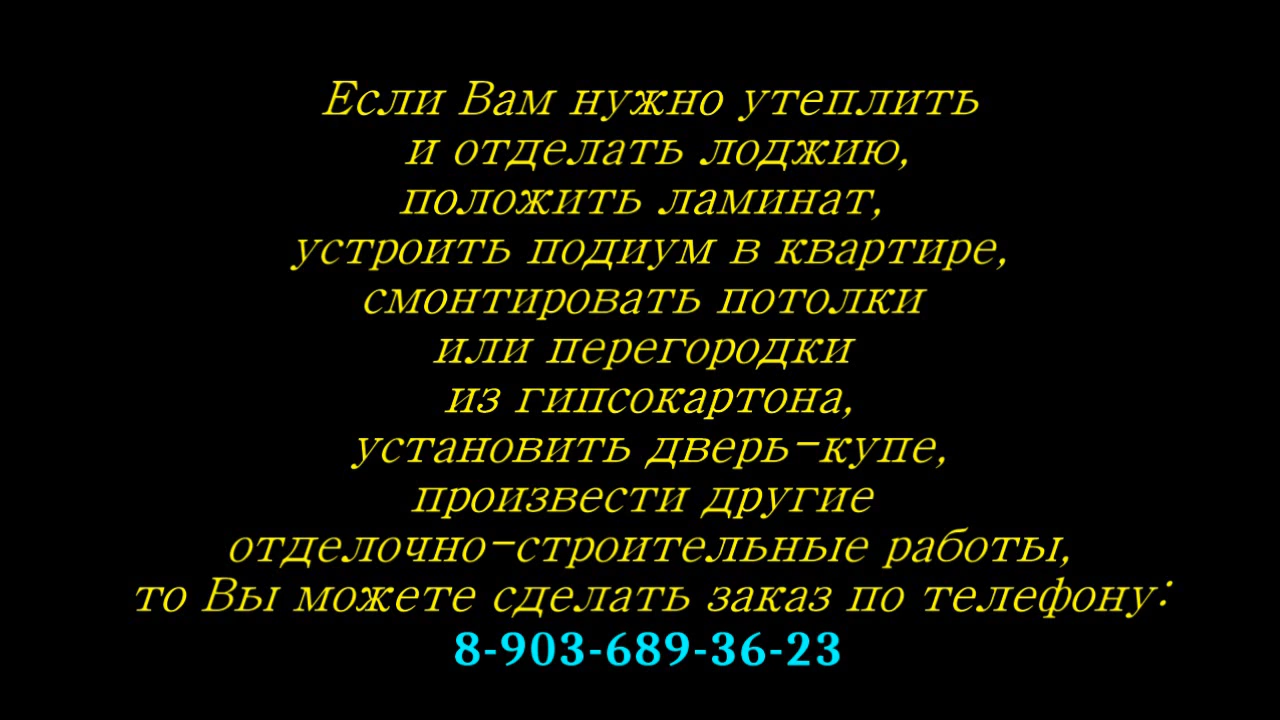 Если Вам нужно утеплить
и отделать лоджию,
положить ламинат,
устроить подиум в квартире,
смонтировать потолки
или перегородки
из гипсокартона,
установить дверь-купе,
произвести другие
отделочно-строительные работы,
то Вы можете сделать заказ по телефону:
8-903-689-36-23